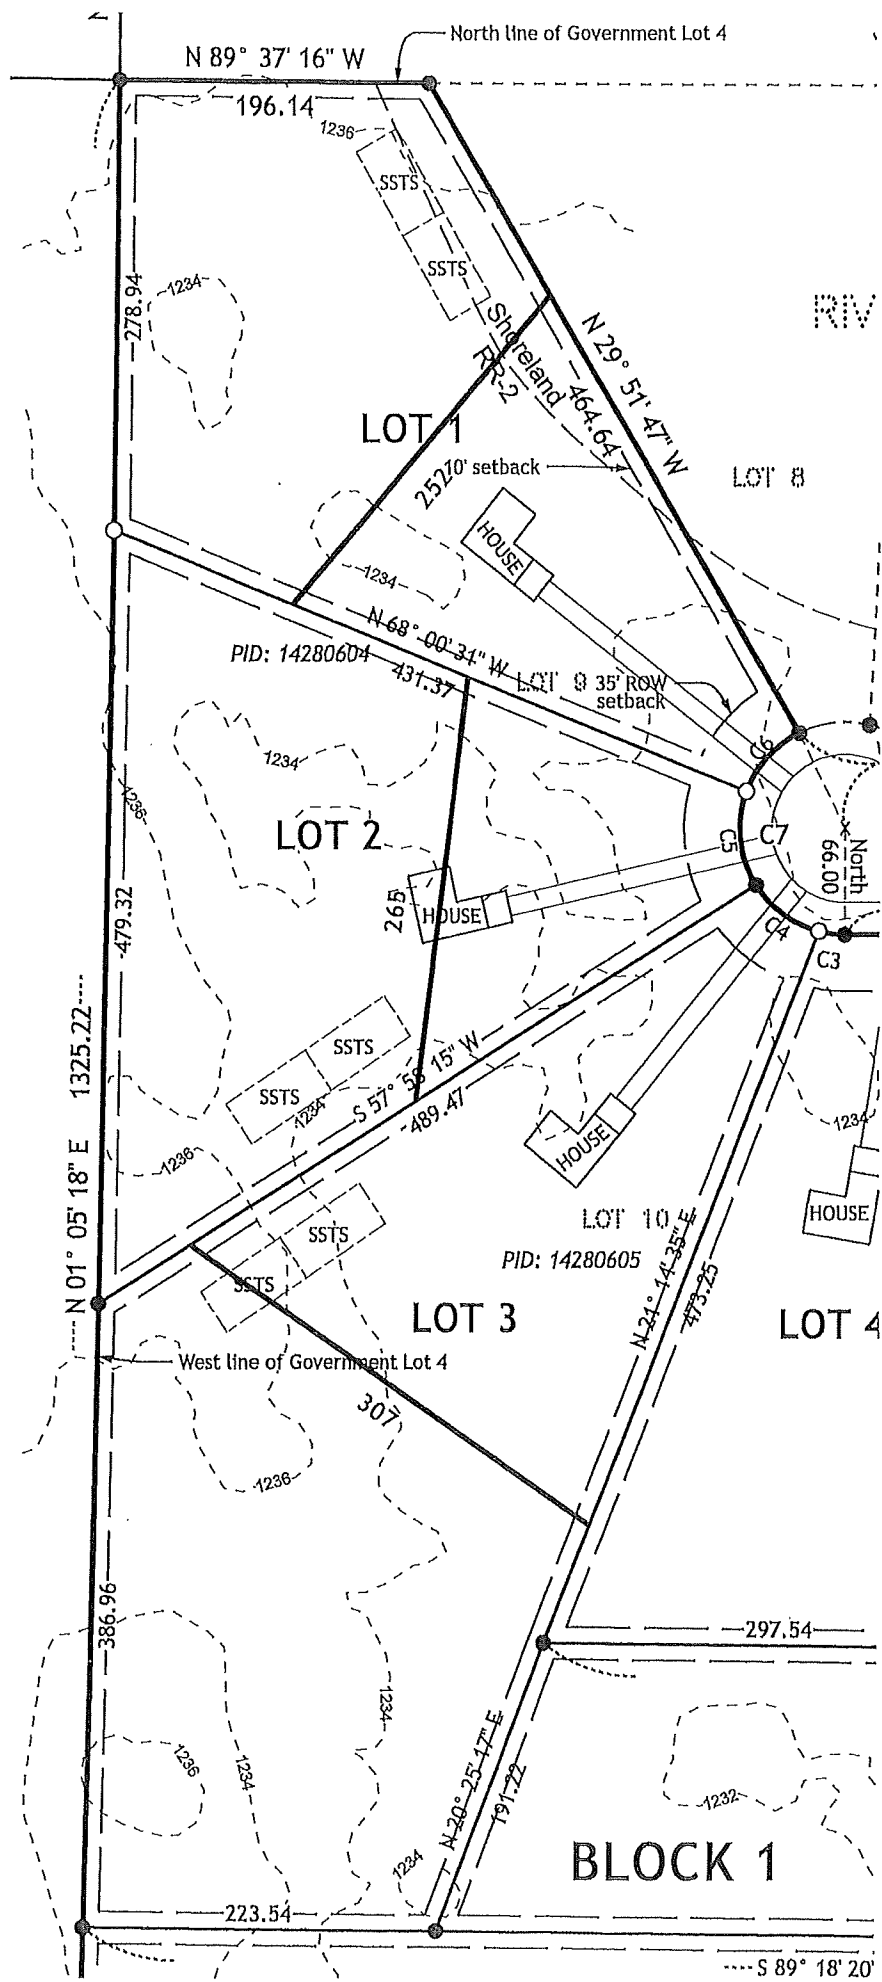 North line of Government Lot 4
N 89° 37' 16" W
196.14
1236
SSTS
SSTS
1234
278.94
RIV
Shoreland
RR-2
N 29° 51' 47" W
464.64
LOT 1
10' setback
252
LOT 8
HOUSE
1234
N 68° 00' 31" W
PID: 14280604
431.37
LOT 9
35' ROW
setback
C6
1234
1236
LOT 2
C5
C7
66.00
North
265
HOUSE
C4
C3
479.32
1325.22
SSTS
SSTS
1234
S 57° 58' 15" W
489.47
1236
1234
HOUSE
N 01° 05' 18" E
SSTS
SSTS
LOT 10
PID: 14280605
HOUSE
N 21° 14' 35" E
473.25
LOT 3
LOT 4
West line of Government Lot 4
307
1236
386.96
297.54
1234
1236
1234
N 20° 25' 17" E
191.22
1232
1234
BLOCK 1
223.54
S 89° 18' 20"